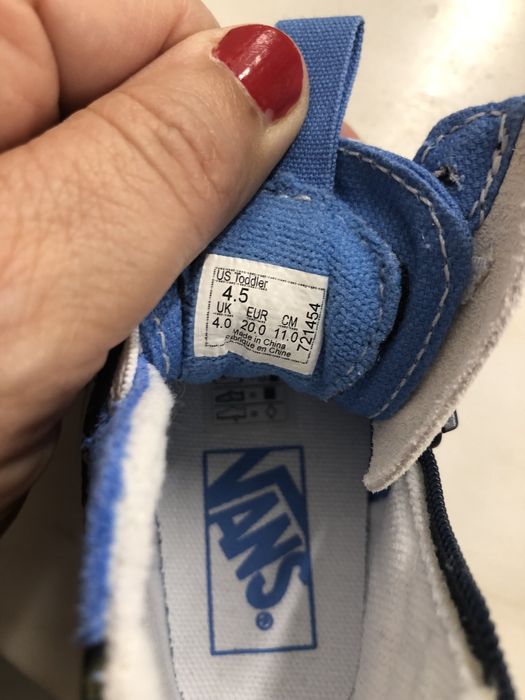 US Toddler
4.5
UK EUR CM
4.0 20.0 11.0
Made in China
Fabriqué en Chine
721454
VANS
®